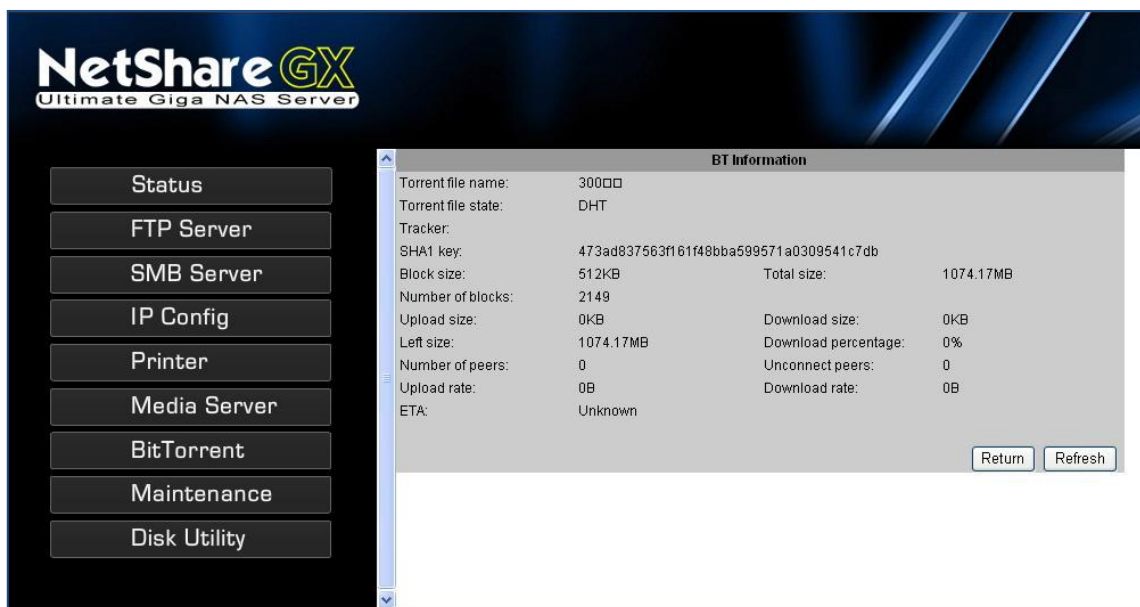 NetShare GX
Ultimate Giga NAS Server
Status
FTP Server
SMB Server
IP Config
Printer
Media Server
BitTorrent
Maintenance
Disk Utility
BT Information
Torrent file name: 300□□
Torrent file state: DHT
Tracker:
SHA1 key: 473ad837563f161f48bba599571a0309541c7db
Block size: 512KB Total size: 1074.17MB
Number of blocks: 2149
Upload size: 0KB Download size: 0KB
Left size: 1074.17MB Download percentage: 0%
Number of peers: 0 Unconnect peers: 0
Upload rate: 0B Download rate: 0B
ETA: Unknown
Return Refresh